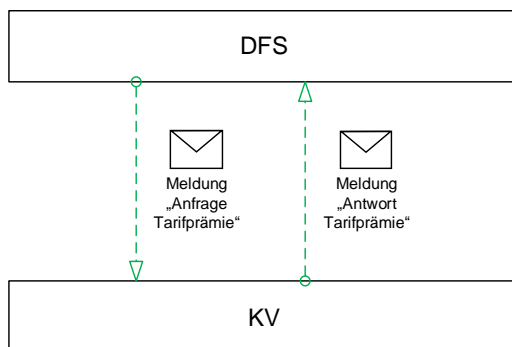 DFS
Meldung
„Anfrage
Tarifprämie“
Meldung
„Antwort
Tarifprämie“
KV